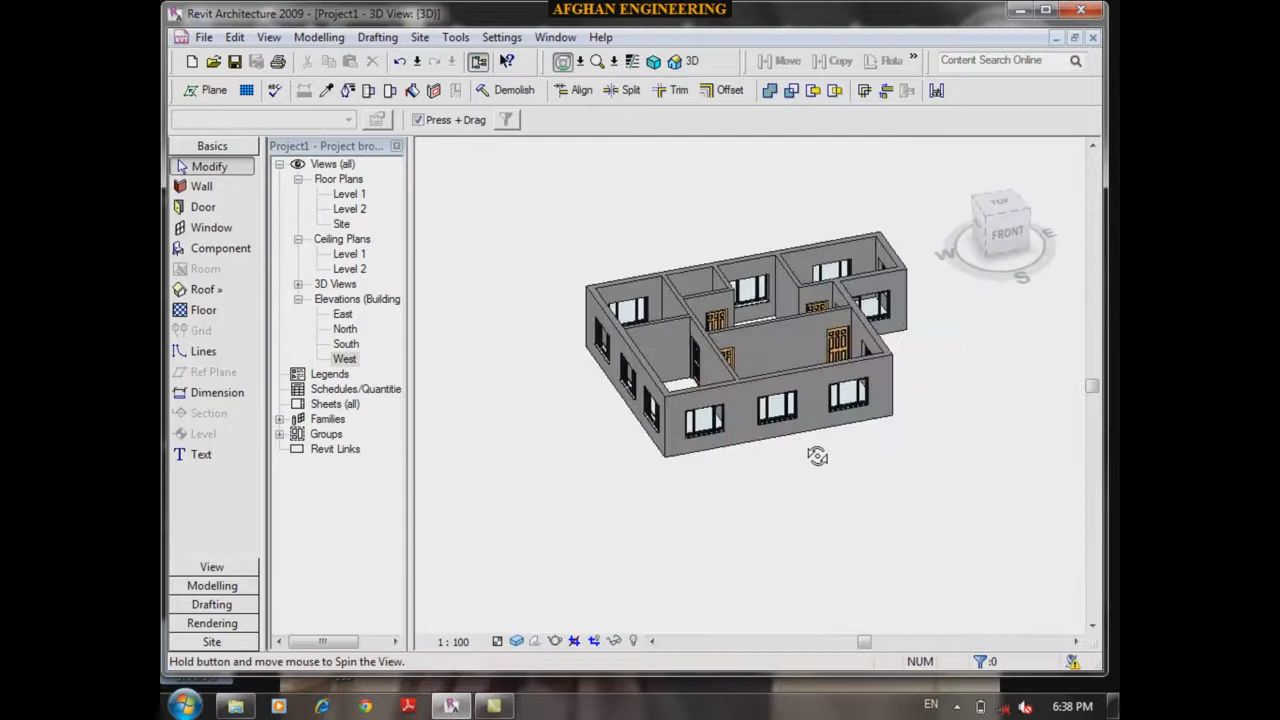 AFGHAN ENGINEERING
Revit Architecture 2009 - [Project1 - 3D View: {3D}]
File Edit View Modelling Drafting Site Tools Settings Window Help
3D Move Copy Rota Content Search Online
Plane Demolish Align Split Trim Offset
Press + Drag
Basics
Modify
Wall
Door
Window
Component
Room
Roof »
Floor
Grid
Lines
Ref Plane
Dimension
Section
Level
Text
View
Modelling
Drafting
Rendering
Site
Project1 - Project bro...
Views (all)
Floor Plans
Level 1
Level 2
Site
Ceiling Plans
Level 1
Level 2
3D Views
Elevations (Building
East
North
South
West
Legends
Schedules/Quantitie
Sheets (all)
Families
Groups
Revit Links
TOP
FRONT
W
S
E
1 : 100
Hold button and move mouse to Spin the View.
NUM
:0
EN
6:38 PM